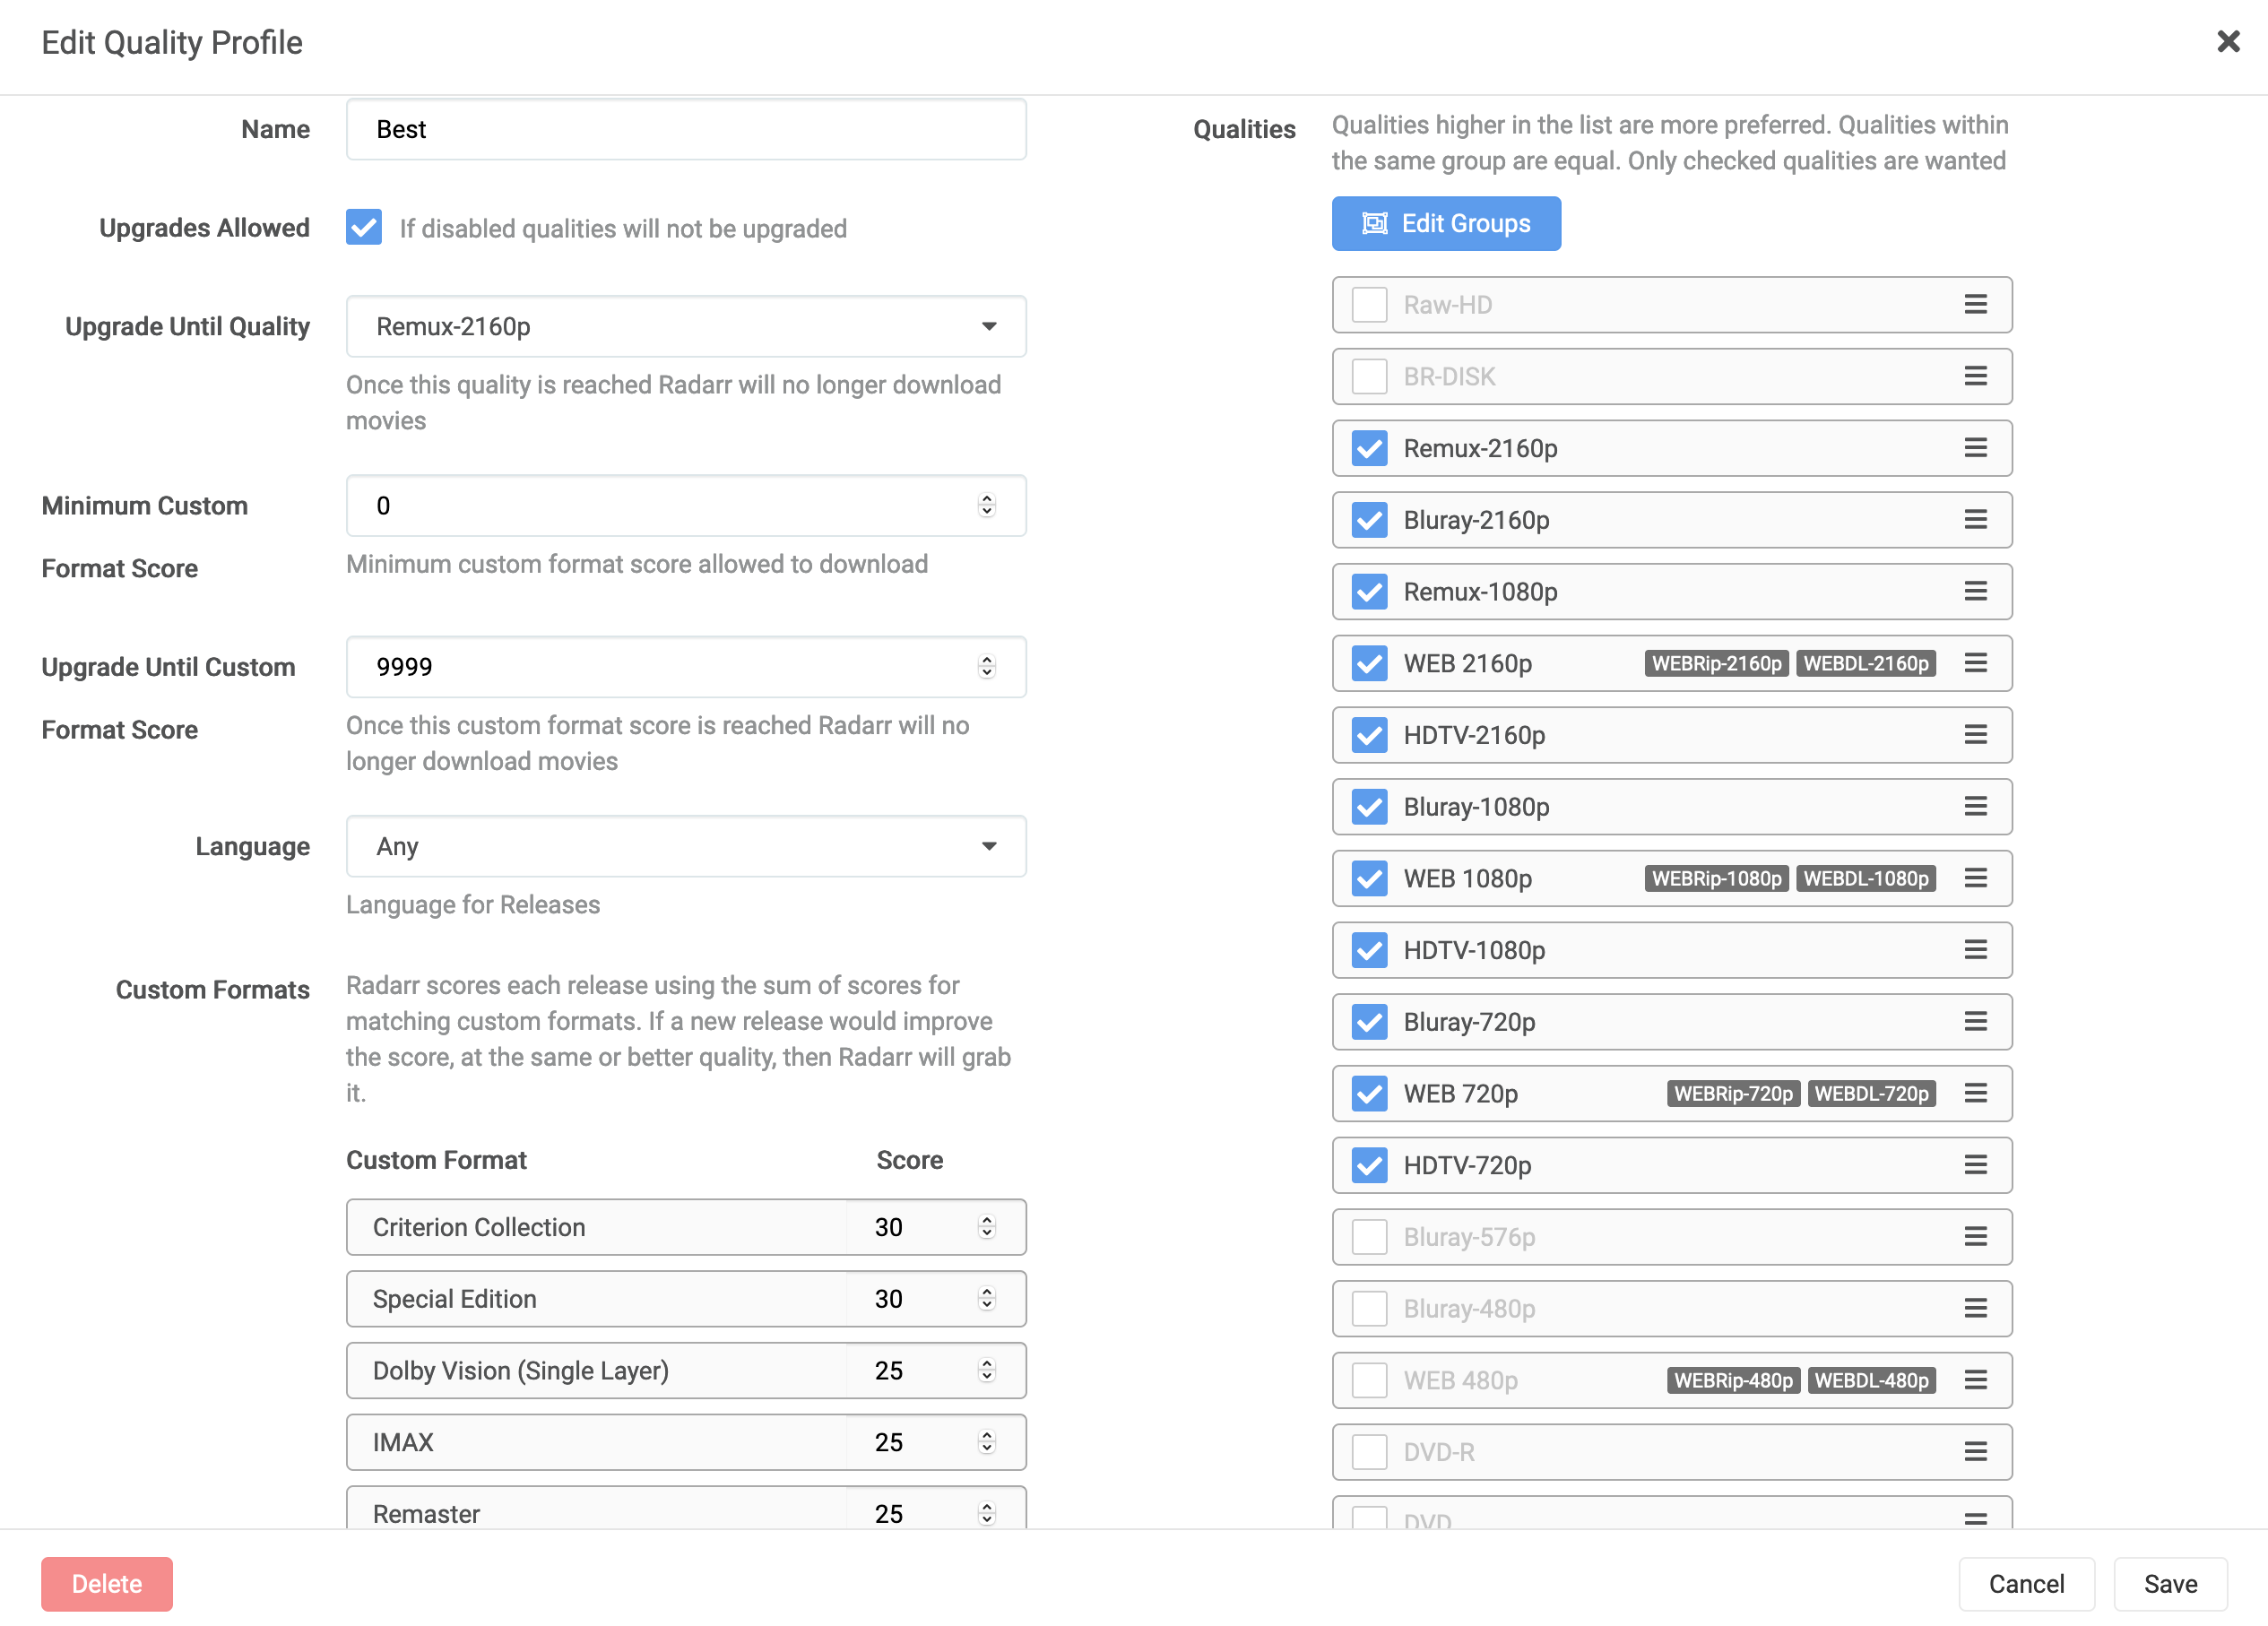 Edit Quality Profile
Name
Best
Upgrades Allowed
If disabled qualities will not be upgraded
Upgrade Until Quality
Remux-2160p
Once this quality is reached Radarr will no longer download
movies
Minimum Custom
Format Score
0
Minimum custom format score allowed to download
Upgrade Until Custom
Format Score
9999
Once this custom format score is reached Radarr will no
longer download movies
Language
Any
Language for Releases
Custom Formats
Radarr scores each release using the sum of scores for
matching custom formats. If a new release would improve
the score, at the same or better quality, then Radarr will grab
it.
Custom Format Score
Criterion Collection 30
Special Edition 30
Dolby Vision (Single Layer) 25
IMAX 25
Remaster 25
Qualities
Qualities higher in the list are more preferred. Qualities within
the same group are equal. Only checked qualities are wanted
Edit Groups
Raw-HD
BR-DISK
Remux-2160p
Bluray-2160p
Remux-1080p
WEB 2160p WEBRip-2160p WEBDL-2160p
HDTV-2160p
Bluray-1080p
WEB 1080p WEBRip-1080p WEBDL-1080p
HDTV-1080p
Bluray-720p
WEB 720p WEBRip-720p WEBDL-720p
HDTV-720p
Bluray-576p
Bluray-480p
WEB 480p WEBRip-480p WEBDL-480p
DVD-R
DVD
Delete
Cancel
Save